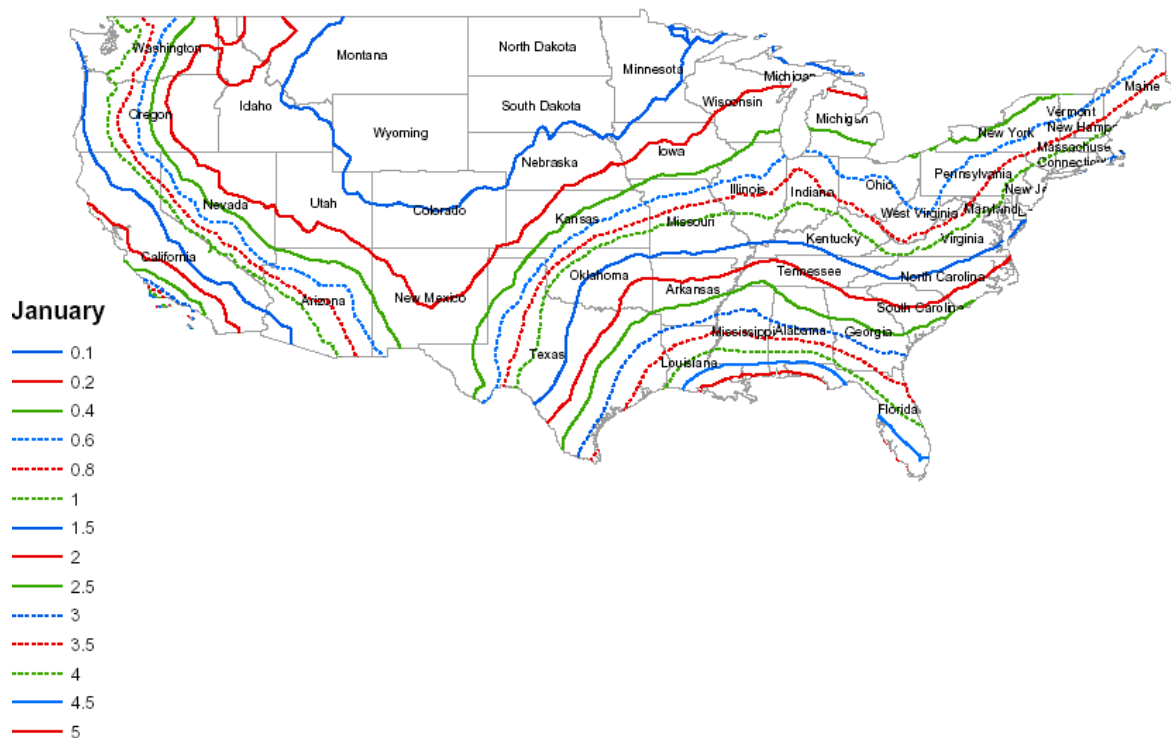 Washington
Montana
North Dakota
Minnesota
Michigan
Maine
Oregon
Idaho
South Dakota
Wisconsin
Michigan
Vermont
New York
New Hamp
Wyoming
Massachuse
Connecticu
Nebraska
Iowa
Pennsylvania
Illinois
Indiana
Ohio
New Je
Nevada
Utah
Colorado
Kansas
Missouri
West Virginia
Maryland
Kentucky
Virginia
California
Arizona
New Mexico
Oklahoma
Arkansas
Tennessee
North Carolina
South Caroline
Texas
Louisiana
Mississippi
Alabama
Georgia
Florida
January
0.1
0.2
0.4
0.6
0.8
1
1.5
2
2.5
3
3.5
4
4.5
5